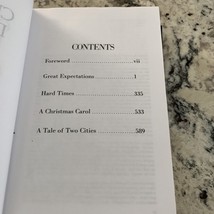 CONTENTS
Foreword . . . . . . . . . . . . . . vii
Great Expectations . . . . . . . . . . 1
Hard Times . . . . . . . . . . . . 335
A Christmas Carol . . . . . . . . . 533
A Tale of Two Cities . . . . . . . . 589